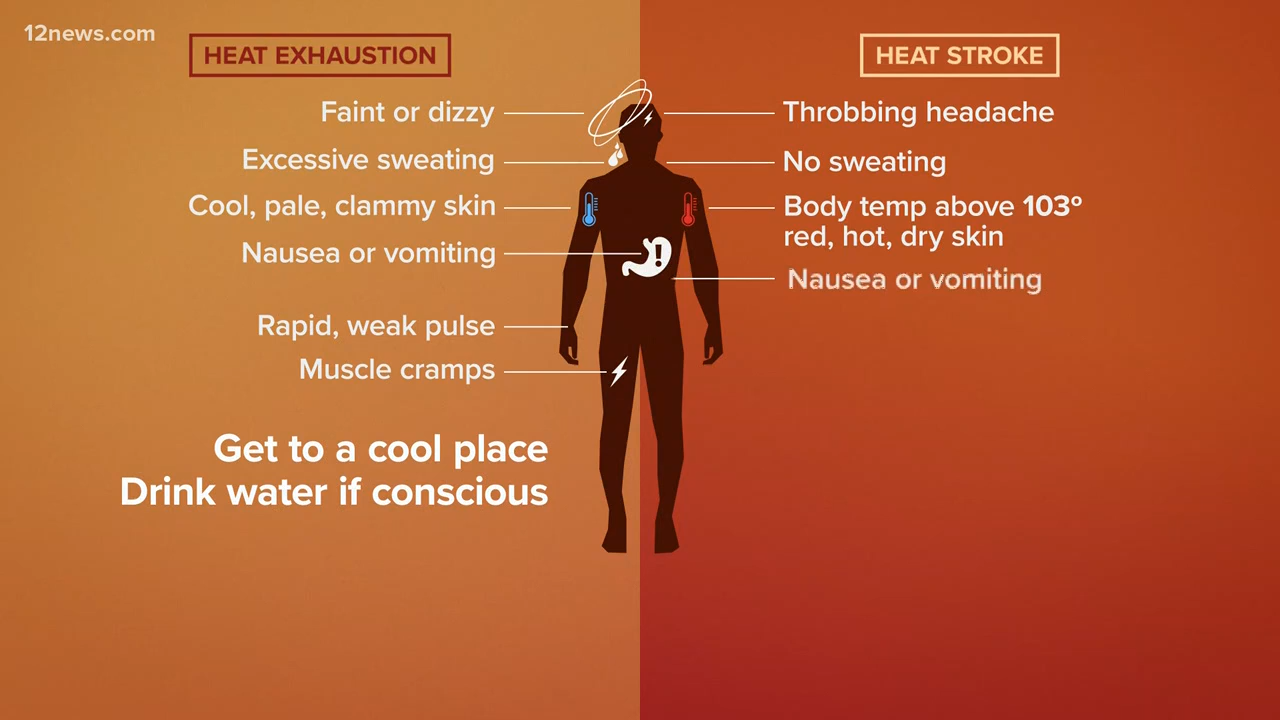 12news.com
HEAT EXHAUSTION
Faint or dizzy
Excessive sweating
Cool, pale, clammy skin
Nausea or vomiting
Rapid, weak pulse
Muscle cramps
Get to a cool place
Drink water if conscious
HEAT STROKE
Throbbing headache
No sweating
Body temp above 103º
red, hot, dry skin
Nausea or vomiting